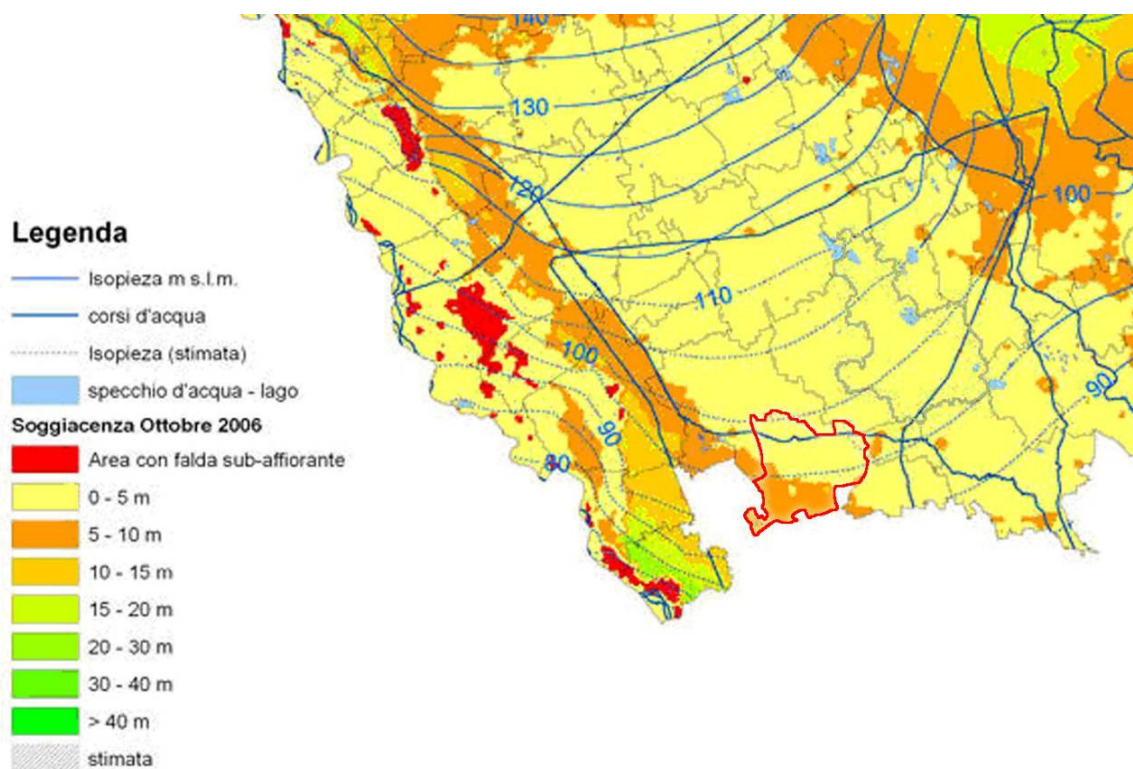 140
130
120
100
110
100
90
90
80
Legenda
Isopieza m s.l.m.
corsi d'acqua
Isopieza (stimata)
specchio d'acqua - lago
Soggiacenza Ottobre 2006
Area con falda sub-affiorante
0 - 5 m
5 - 10 m
10 - 15 m
15 - 20 m
20 - 30 m
30 - 40 m
> 40 m
stimata